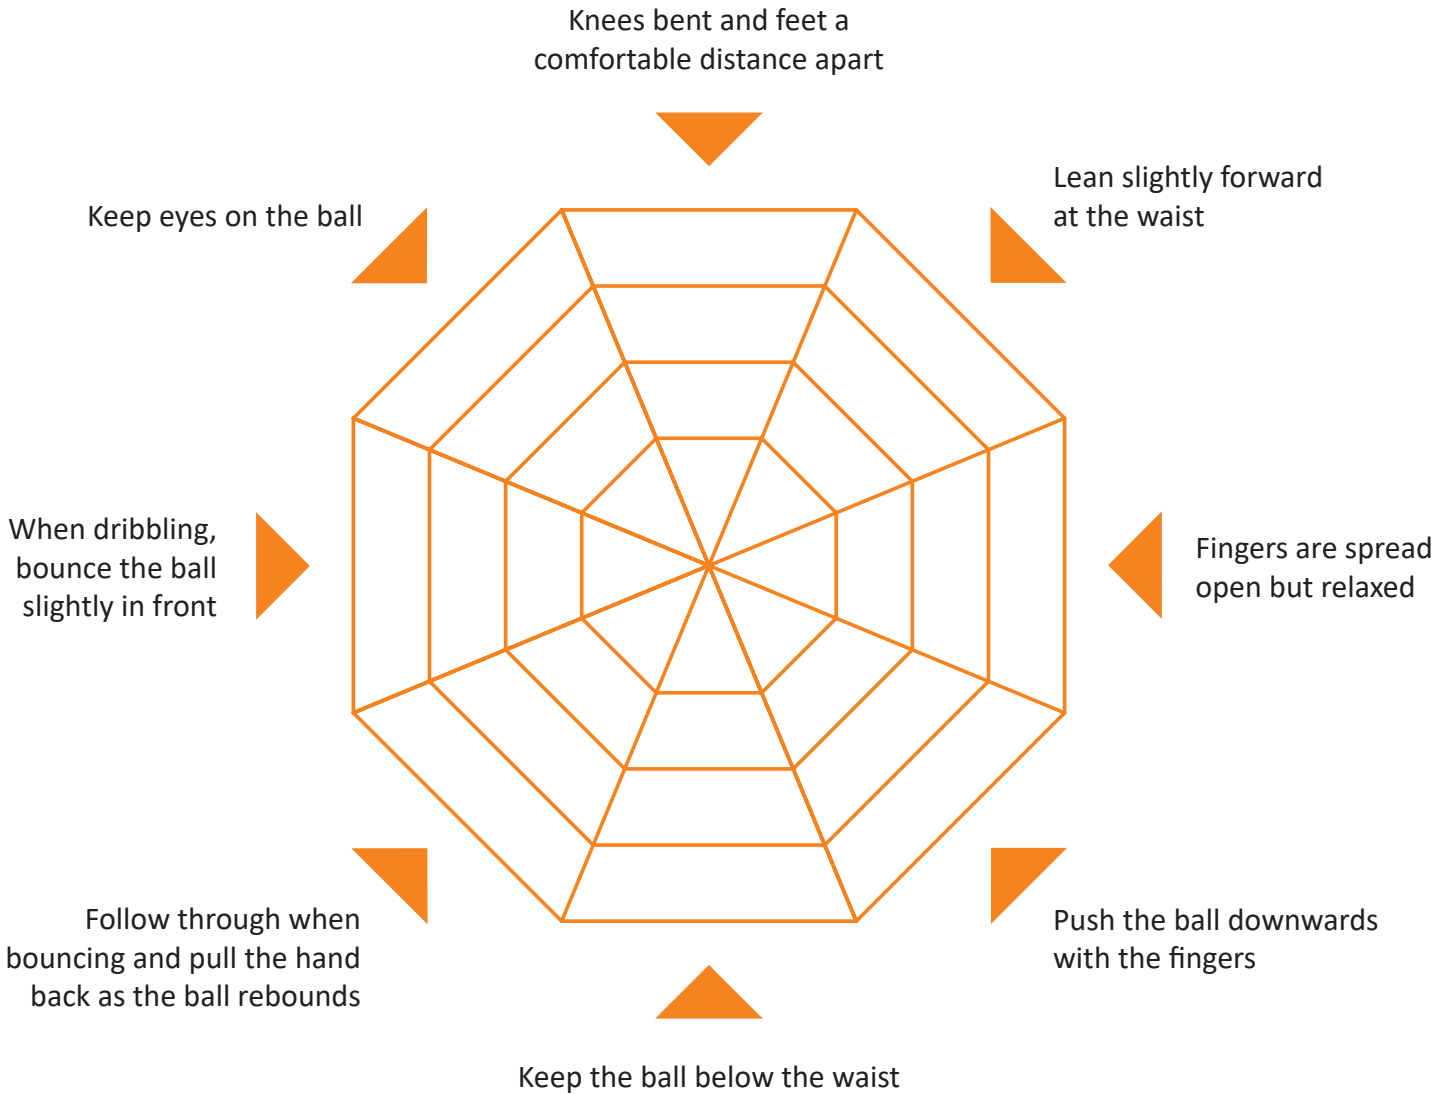 Knees bent and feet a
comfortable distance apart
Lean slightly forward
at the waist
Keep eyes on the ball
When dribbling,
bounce the ball
slightly in front
Fingers are spread
open but relaxed
Follow through when
bouncing and pull the hand
back as the ball rebounds
Push the ball downwards
with the fingers
Keep the ball below the waist